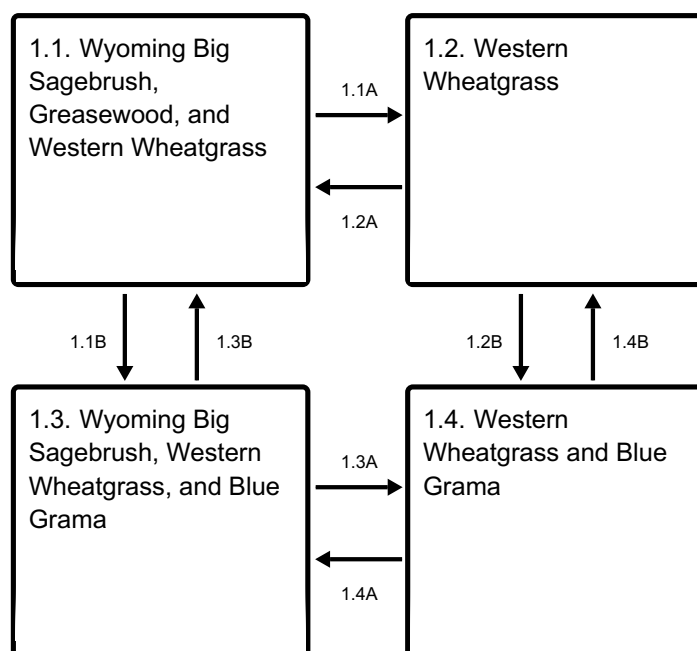 1.1. Wyoming Big
Sagebrush,
Greasewood, and
Western Wheatgrass
1.1A
1.2. Western
Wheatgrass
1.2A
1.1B
1.3B
1.2B
1.4B
1.3. Wyoming Big
Sagebrush, Western
Wheatgrass, and Blue
Grama
1.3A
1.4. Western
Wheatgrass and Blue
Grama
1.4A